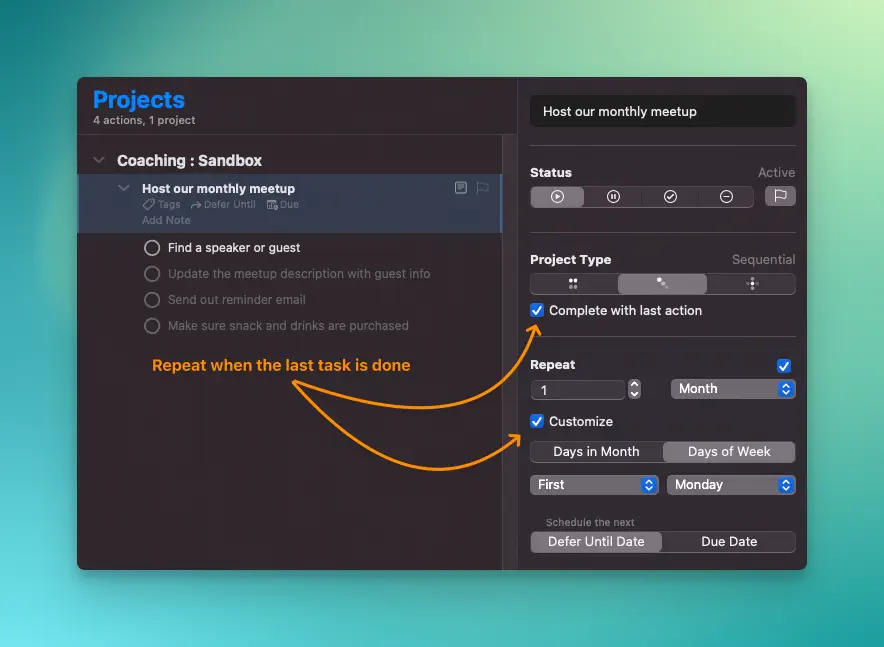 Projects
4 actions, 1 project
Coaching : Sandbox
Host our monthly meetup
Tags Defer Until Due
Add Note
Find a speaker or guest
Update the meetup description with guest info
Send out reminder email
Make sure snack and drinks are purchased
Repeat when the last task is done
Host our monthly meetup
Status Active
Project Type Sequential
Complete with last action
Repeat
1 Month
Customize
Days in Month Days of Week
First Monday
Schedule the next
Defer Until Date Due Date